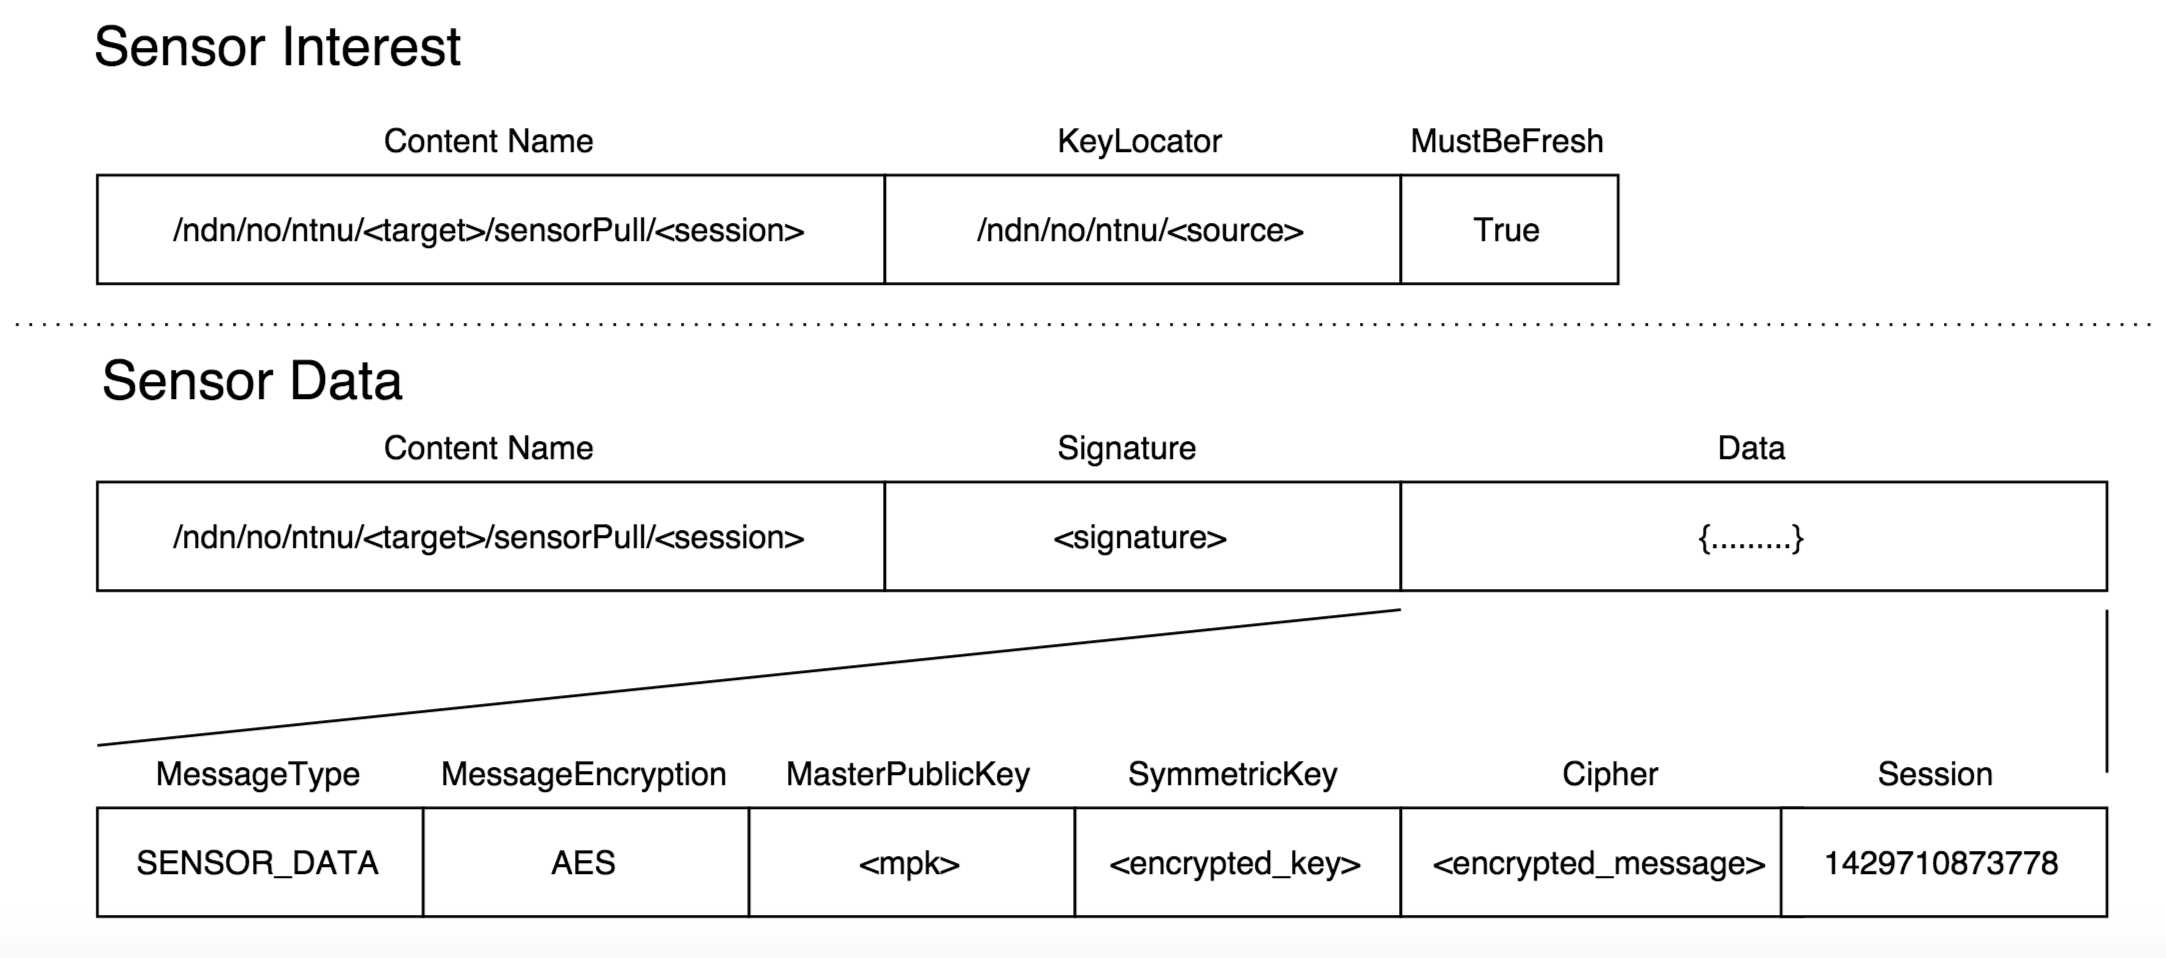 Sensor Interest
Content Name KeyLocator MustBeFresh
/ndn/no/ntnu/<target>/sensorPull/<session> /ndn/no/ntnu/<source> True
Sensor Data
Content Name Signature Data
/ndn/no/ntnu/<target>/sensorPull/<session> <signature> {.........}
MessageType MessageEncryption MasterPublicKey SymmetricKey Cipher Session
SENSOR_DATA AES <mpk> <encrypted_key> <encrypted_message> 1429710873778